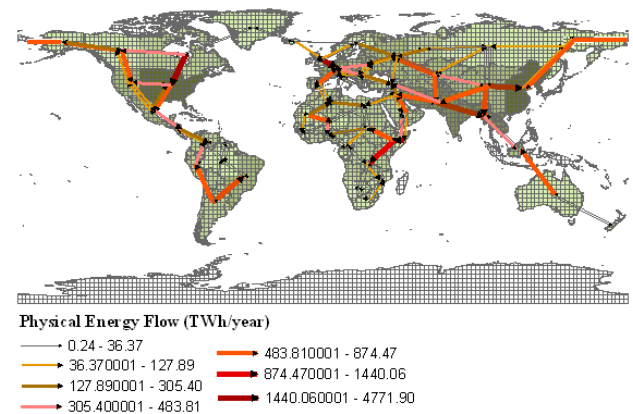 Physical Energy Flow (TWh/year)
0.24 - 36.37
36.370001 - 127.89
127.890001 - 305.40
305.400001 - 483.81
483.810001 - 874.47
874.470001 - 1440.06
1440.060001 - 4771.90